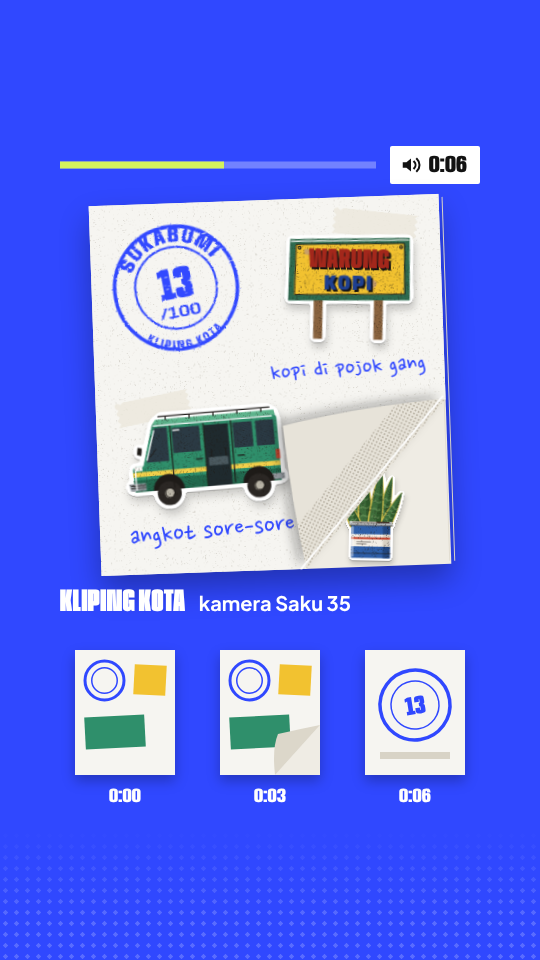 0:06
SUKABUMI
13
/100
KLIPING KOTA
WARUNG
KOPI
kopi di pojok gang
angkot sore-sore
KLIPING KOTA kamera Saku 35
13
0:00
0:03
0:06